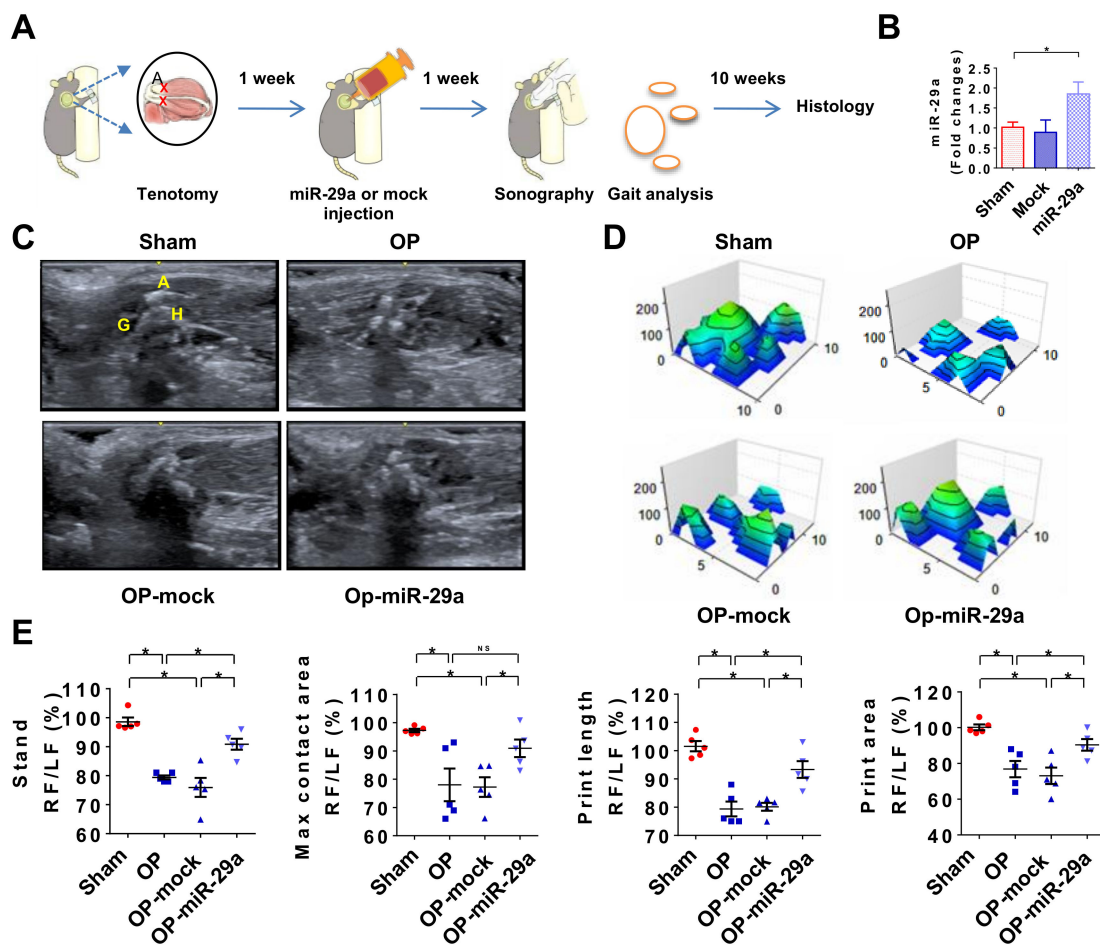 A
A
X
X
1 week
1 week
10 weeks
Histology
Tenotomy
miR-29a or mock
injection
Sonography
Gait analysis
B
*
miR-29a
(Fold changes)
2.5
2.0
1.5
1.0
0.5
0.0
Sham
Mock
miR-29a
C
Sham
OP
A
G
H
OP-mock
Op-miR-29a
D
Sham
OP
200
100
0
10
0
200
100
0
5
10
0
200
100
0
5
10
0
200
100
0
5
10
0
OP-mock
Op-miR-29a
E
* *
* *
Stand
RF/LF (%)
110
100
90
80
70
60
Sham
OP
OP-mock
OP-miR-29a
* NS
* *
Max contact area
RF/LF (%)
110
100
90
80
70
60
Sham
OP
OP-mock
OP-miR-29a
* *
* *
Print length
RF/LF (%)
120
110
100
90
80
70
Sham
OP
OP-mock
OP-miR-29a
* *
* *
Print area
RF/LF (%)
120
100
80
60
40
Sham
OP
OP-mock
OP-miR-29a